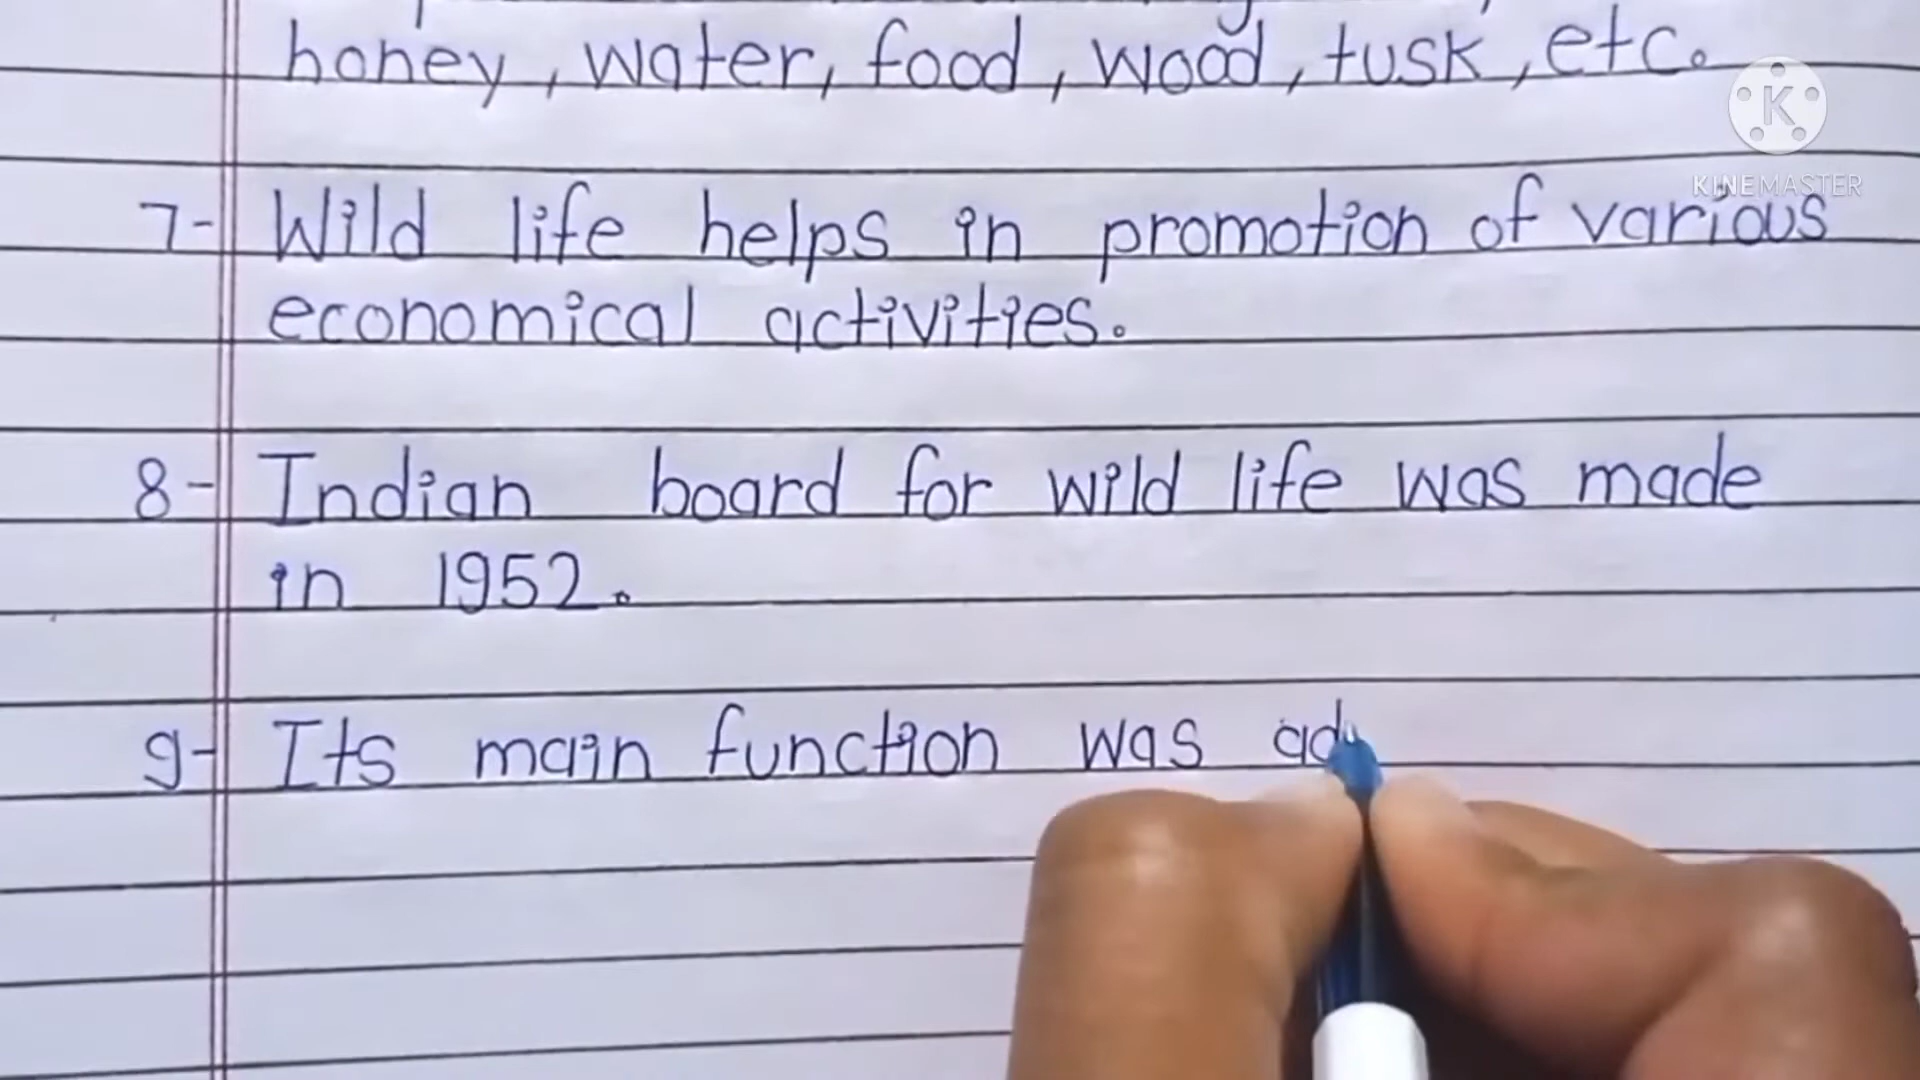 honey, water, food, wood, tusk, etc.
KINEMASTER
7- Wild life helps in promotion of various
economical activities.
8- Indian board for wild life was made
in 1952.
9- Its main function was ad